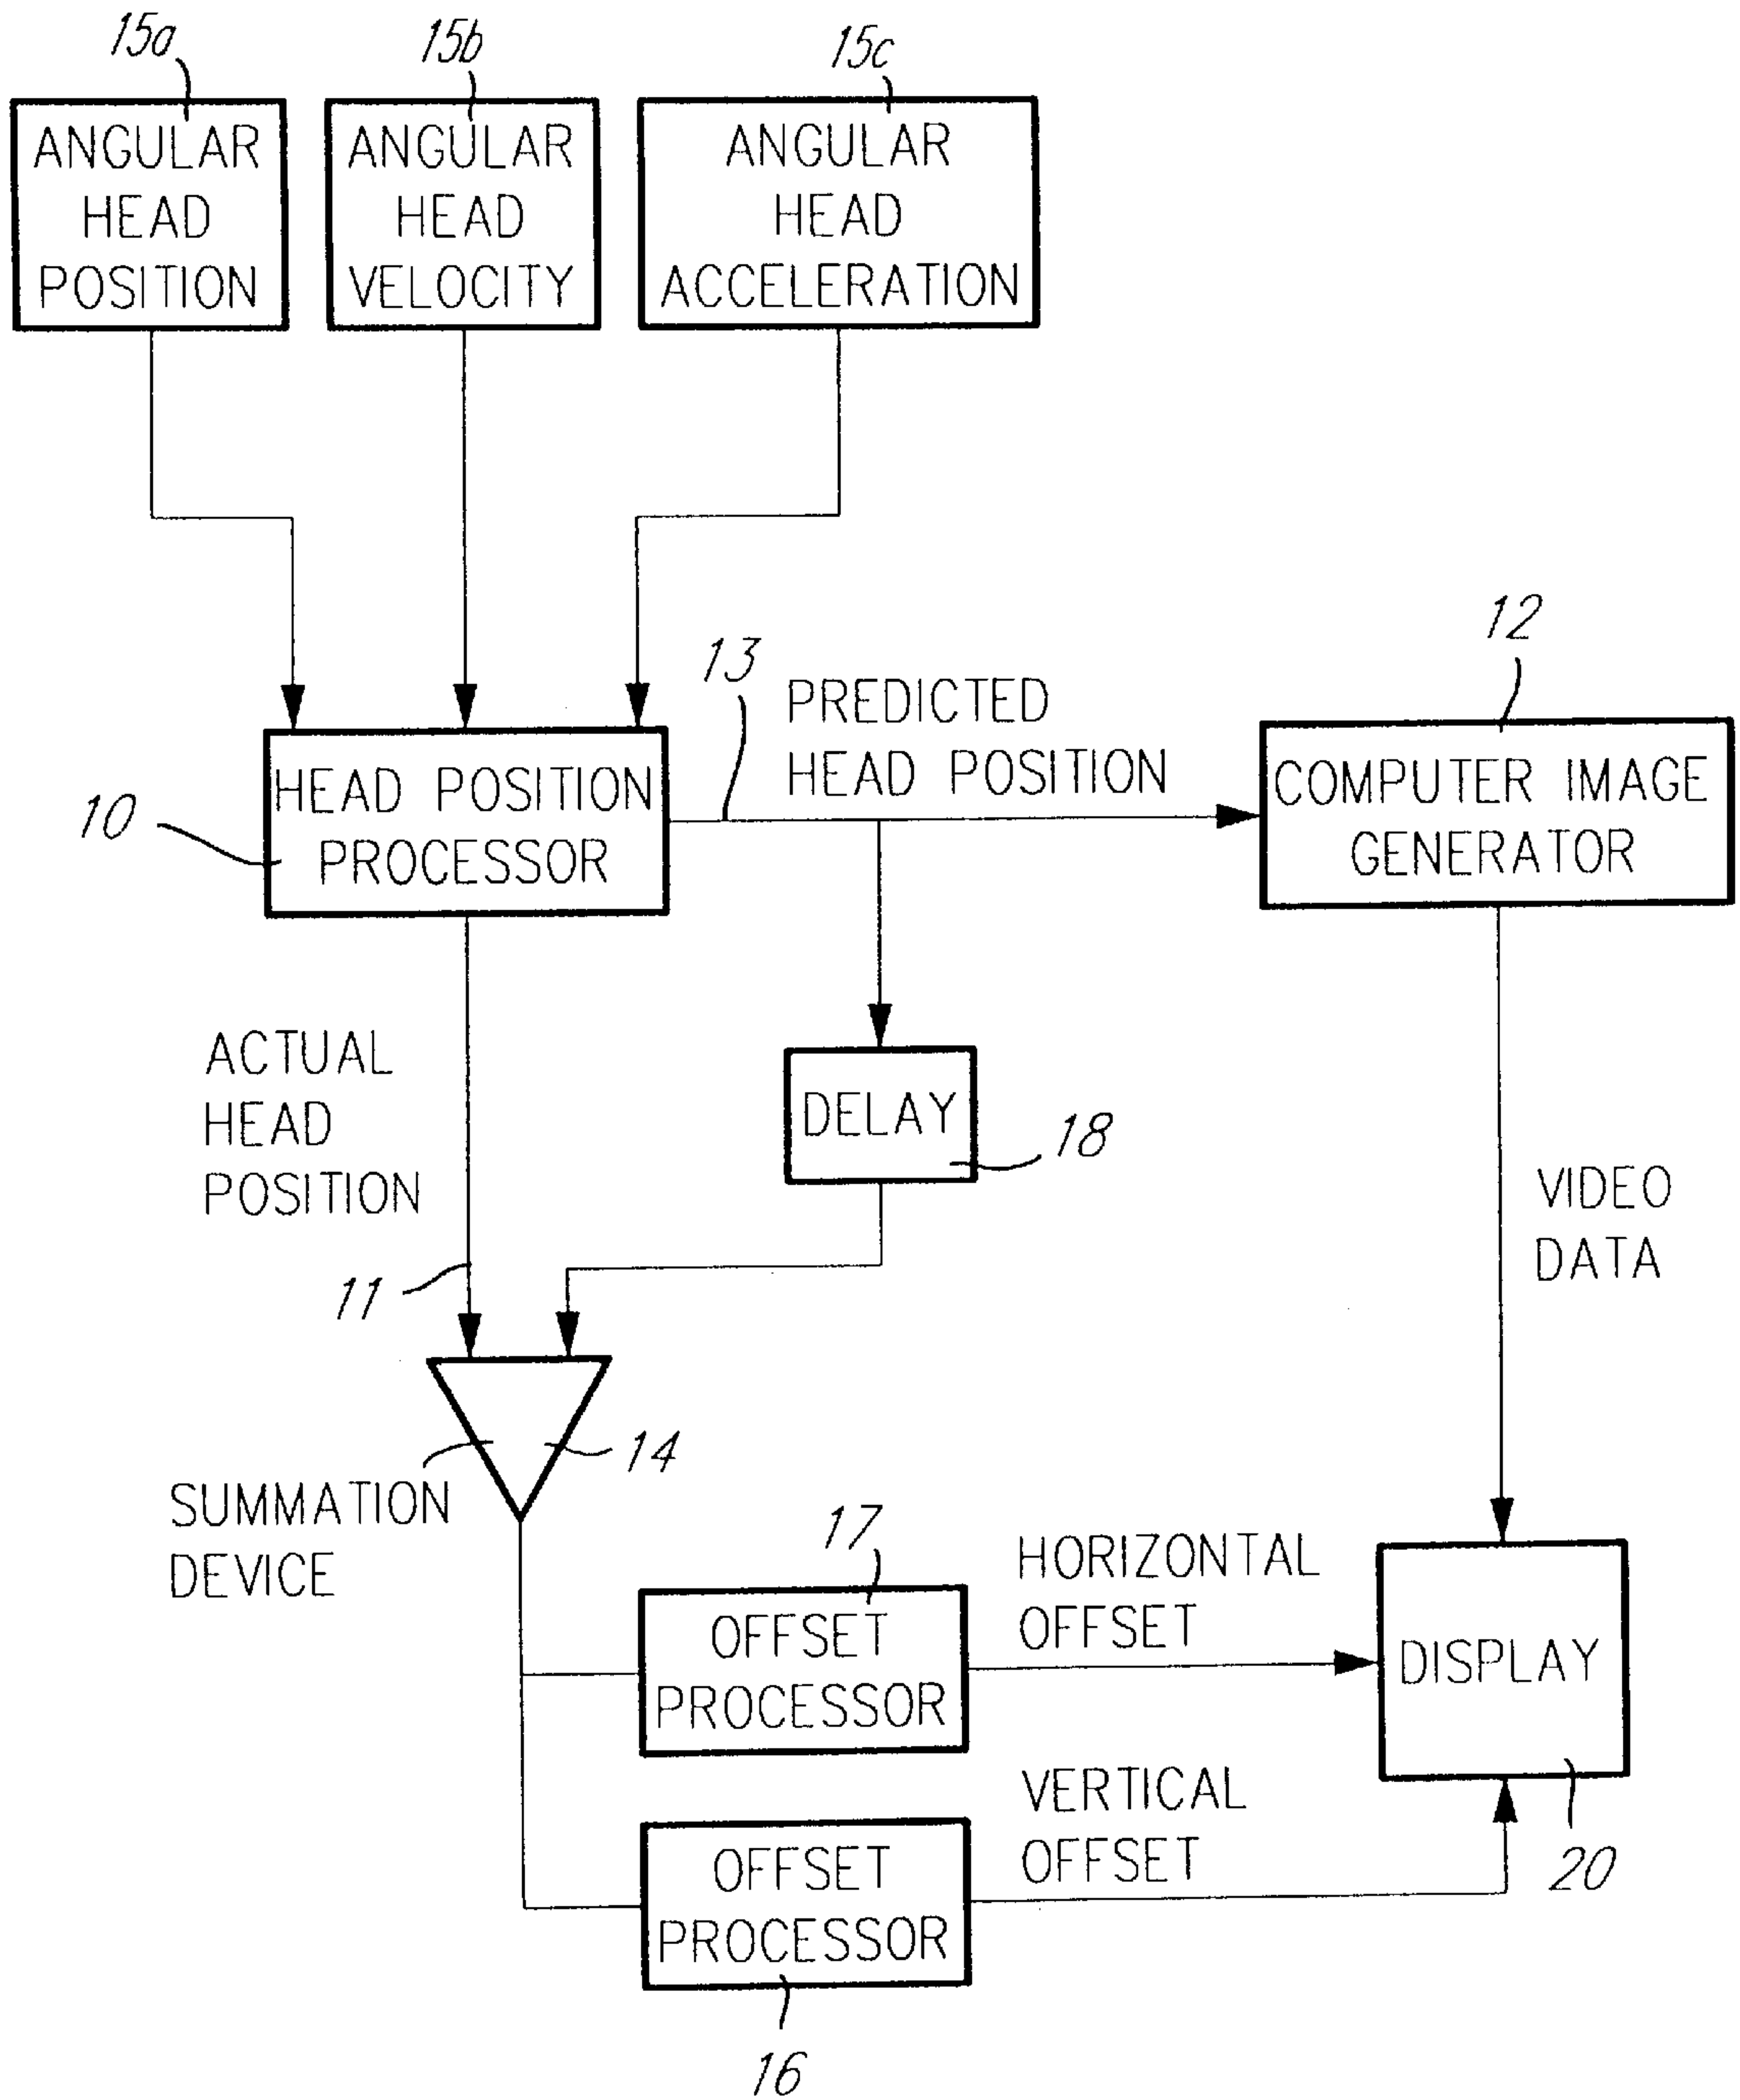 15a
15b
15c
ANGULAR
HEAD
POSITION
ANGULAR
HEAD
VELOCITY
ANGULAR
HEAD
ACCELERATION
12
13
PREDICTED
HEAD POSITION
HEAD POSITION
PROCESSOR
10
COMPUTER IMAGE
GENERATOR
ACTUAL
HEAD
POSITION
DELAY
18
VIDEO
DATA
11
14
SUMMATION
DEVICE
17
OFFSET
PROCESSOR
HORIZONTAL
OFFSET
DISPLAY
20
OFFSET
PROCESSOR
VERTICAL
OFFSET
16